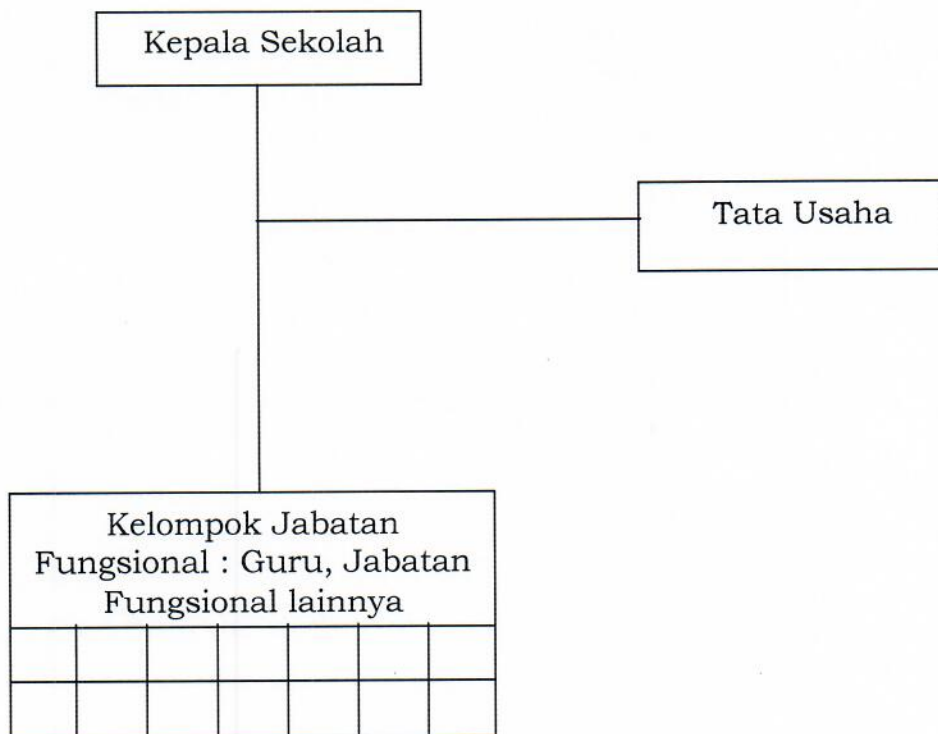 Kepala Sekolah
Tata Usaha
Kelompok Jabatan
Fungsional : Guru, Jabatan
Fungsional lainnya